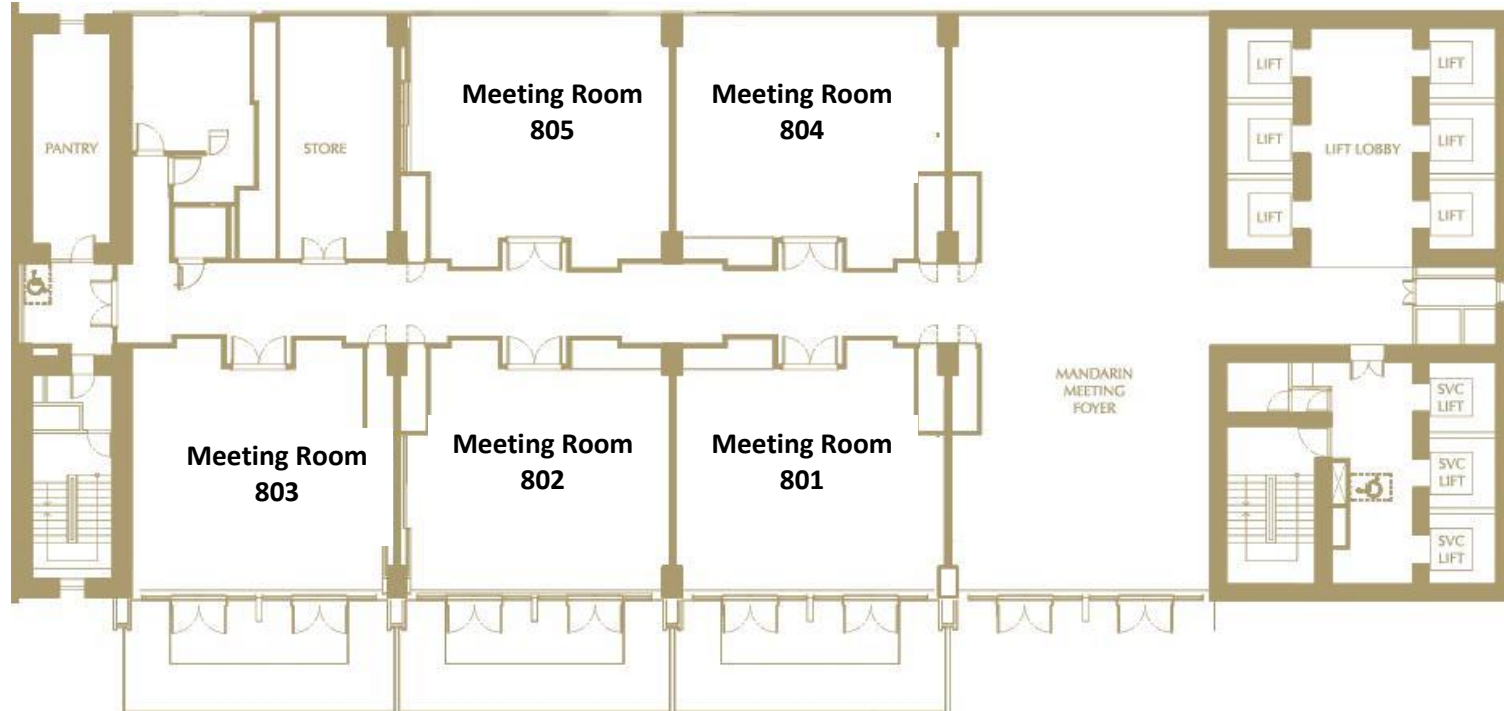 Meeting Room
805
Meeting Room
804
LIFT
LIFT
PANTRY
STORE
LIFT
LIFT LOBBY
LIFT
LIFT
LIFT
MANDARIN
MEETING
FOYER
SVC
LIFT
Meeting Room
803
Meeting Room
802
Meeting Room
801
SVC
LIFT
SVC
LIFT